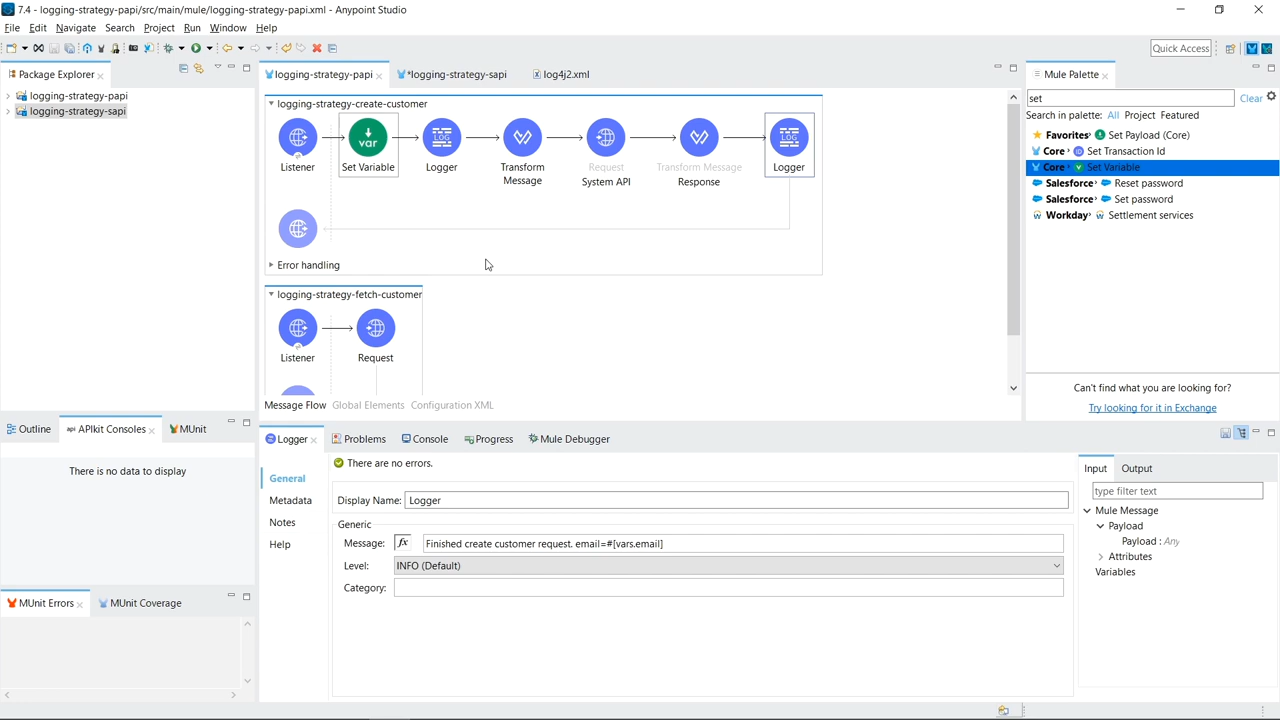 7.4 - logging-strategy-papi/src/main/mule/logging-strategy-papi.xml - Anypoint Studio
File Edit Navigate Search Project Run Window Help
Quick Access
Package Explorer
logging-strategy-papi
logging-strategy-sapi
logging-strategy-papi *logging-strategy-sapi log4j2.xml
logging-strategy-create-customer
Listener
var
Set Variable
LOG
Logger
Transform
Message
Request
System API
Transform Message
Response
LOG
Logger
Error handling
logging-strategy-fetch-customer
Listener
Request
Message Flow Global Elements Configuration XML
Mule Palette
set
Clear
Search in palette: All Project Featured
Favorites Set Payload (Core)
Core Set Transaction Id
Core Set Variable
Salesforce Reset password
Salesforce Set password
Workday Settlement services
Can't find what you are looking for?
Try looking for it in Exchange
Outline APIkit Consoles MUnit
There is no data to display
MUnit Errors MUnit Coverage
Logger Problems Console Progress Mule Debugger
General
Metadata
Notes
Help
There are no errors.
Display Name: Logger
Generic
Message: fx Finished create customer request. email=#[vars.email]
Level: INFO (Default)
Category:
Input Output
type filter text
Mule Message
Payload
Payload : Any
Attributes
Variables